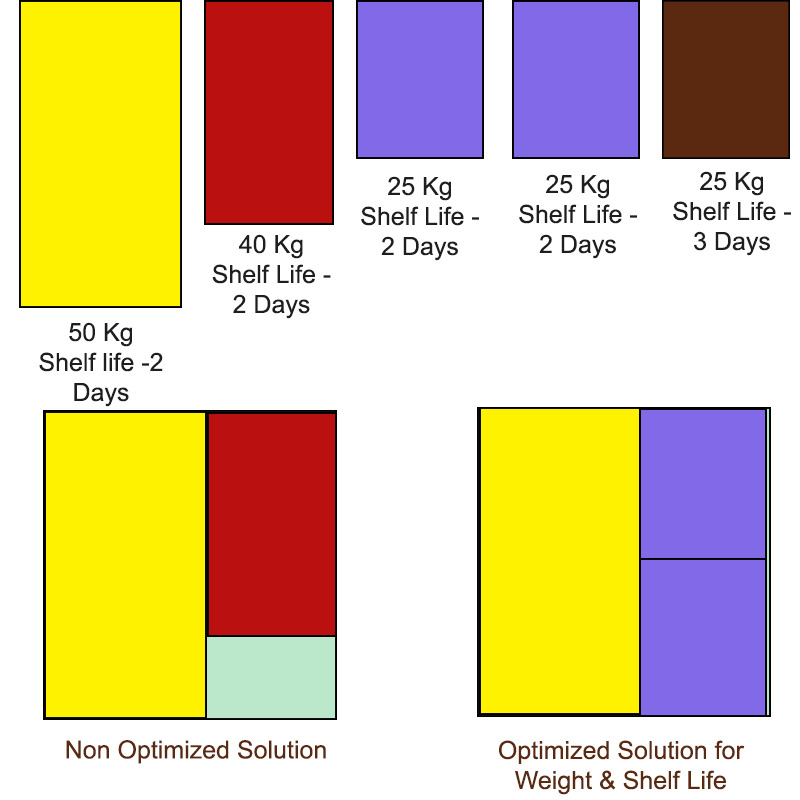 50 Kg
Shelf life -2
Days
40 Kg
Shelf Life -
2 Days
25 Kg
Shelf Life -
2 Days
25 Kg
Shelf Life -
2 Days
25 Kg
Shelf Life -
3 Days
Non Optimized Solution
Optimized Solution for
Weight & Shelf Life